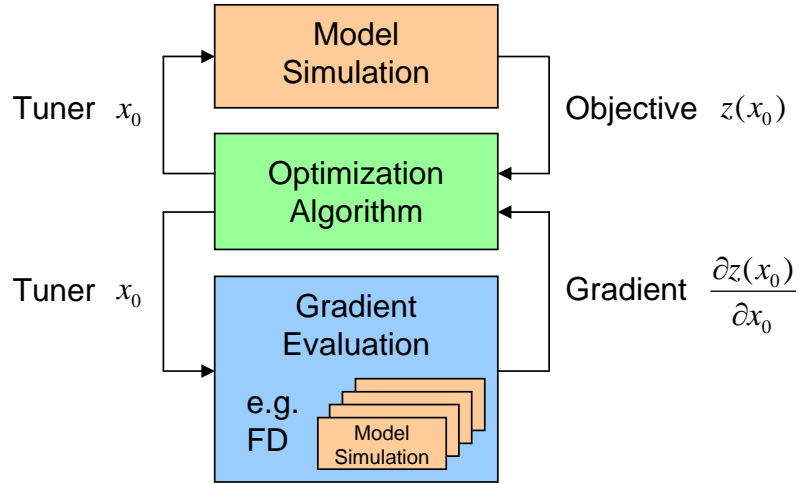 Model
Simulation
Tuner x₀
Objective z(x₀)
Optimization
Algorithm
Tuner x₀
Gradient ∂z(x₀)/∂x₀
Gradient
Evaluation
e.g.
FD
Model
Simulation